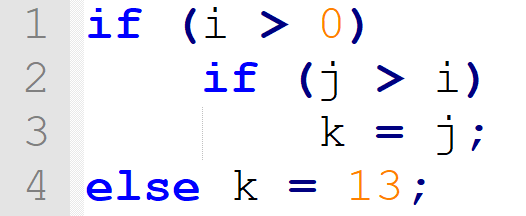 1 if (i > 0)
2     if (j > i)
3         k = j;
4 else k = 13;